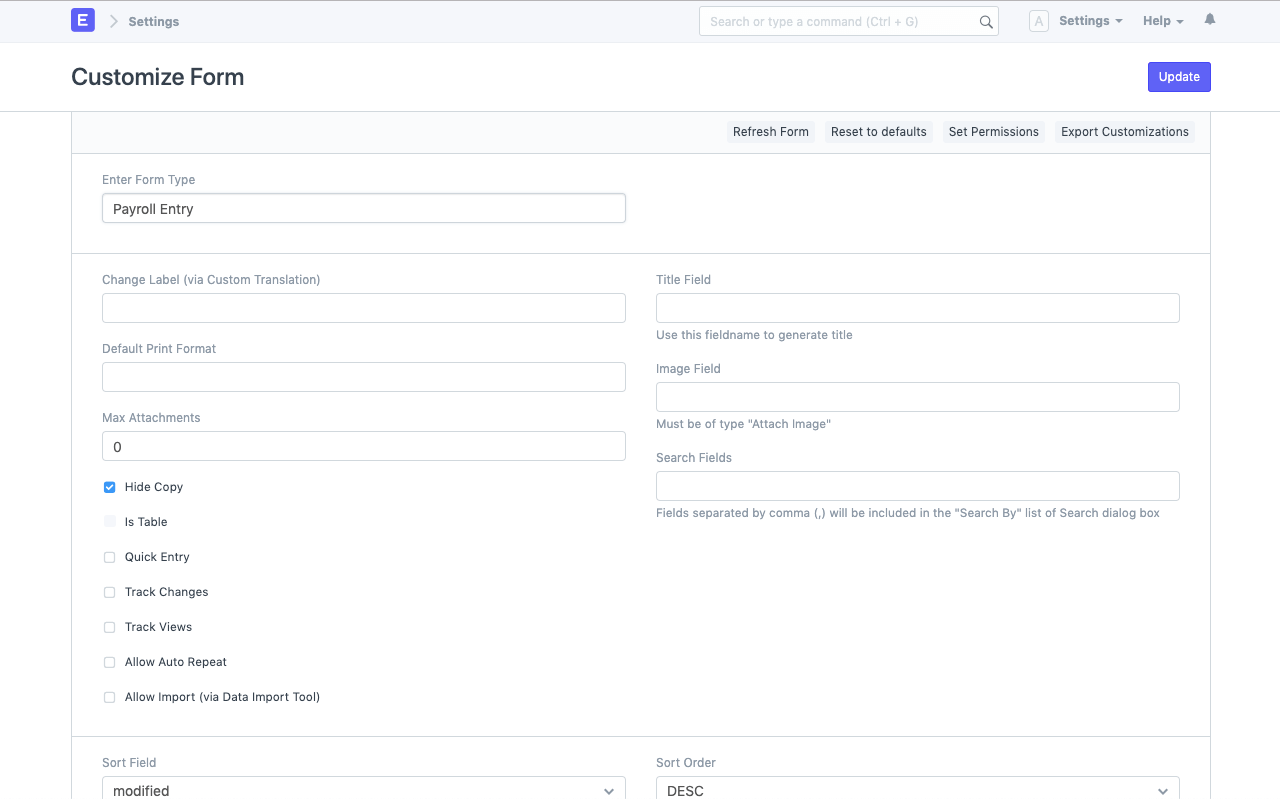 E Settings Search or type a command (Ctrl + G) A Settings Help
Customize Form Update
Refresh Form Reset to defaults Set Permissions Export Customizations
Enter Form Type
Payroll Entry
Change Label (via Custom Translation)
Default Print Format
Max Attachments
0
Hide Copy
Is Table
Quick Entry
Track Changes
Track Views
Allow Auto Repeat
Allow Import (via Data Import Tool)
Title Field
Use this fieldname to generate title
Image Field
Must be of type "Attach Image"
Search Fields
Fields separated by comma (,) will be included in the "Search By" list of Search dialog box
Sort Field
modified
Sort Order
DESC